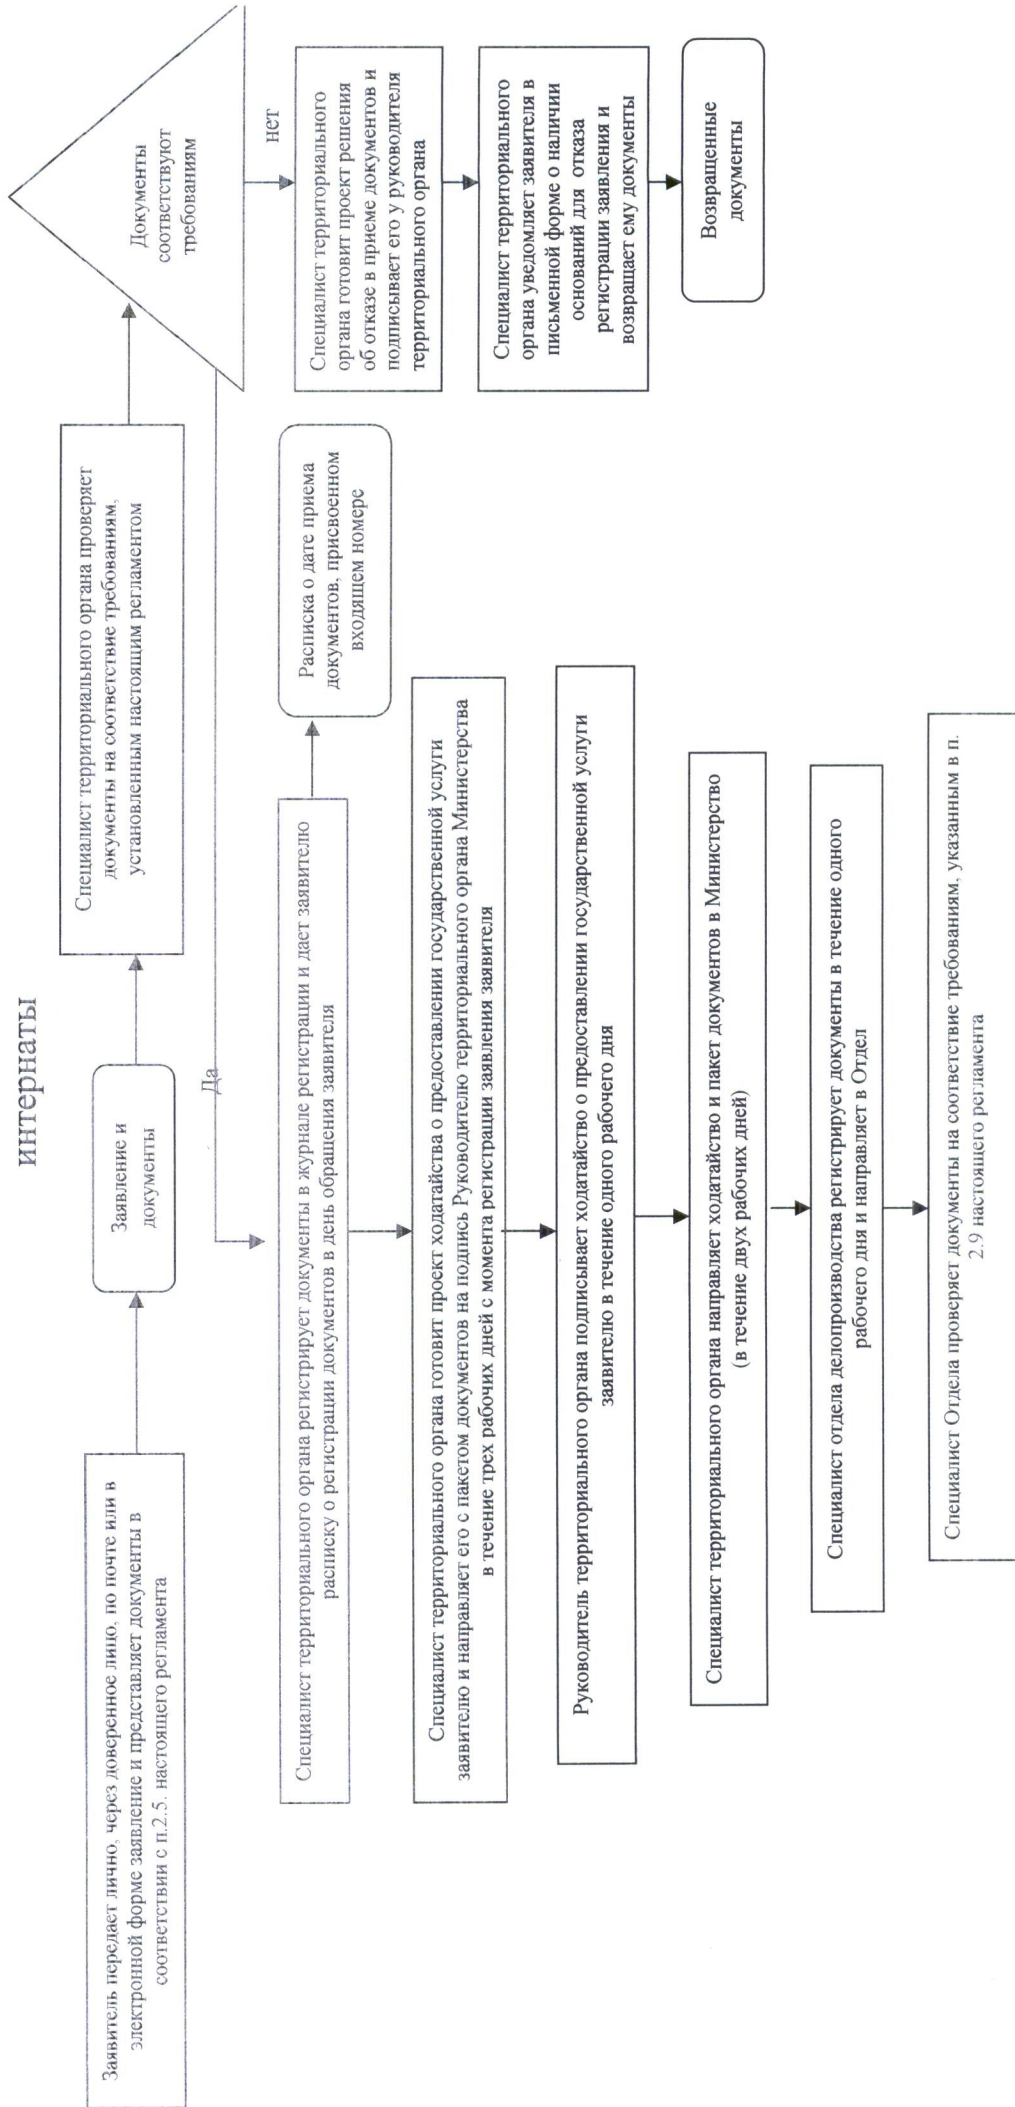 интернаты
Заявитель передает лично, через доверенное лицо, по почте или в
электронной форме заявление и представляет документы в
соответствии с п.2.5. настоящего регламента
Заявление и
документы
Специалист территориального органа проверяет
документы на соответствие требованиям,
установленным настоящим регламентом
Документы
соответствуют
требованиям
Да
нет
Специалист территориального органа регистрирует документы в журнале регистрации и дает заявителю
расписку о регистрации документов в день обращения заявителя
Расписка о дате приема
документов, присвоенном
входящем номере
Специалист территориального
органа готовит проект решения
об отказе в приеме документов и
подписывает его у руководителя
территориального органа
Специалист территориального органа готовит проект ходатайства о предоставлении государственной услуги
заявителю и направляет его с пакетом документов на подпись Руководителю территориального органа Министерства
в течение трех рабочих дней с момента регистрации заявления заявителя
Специалист территориального
органа уведомляет заявителя в
письменной форме о наличии
оснований для отказа
регистрации заявления и
возвращает ему документы
Руководитель территориального органа подписывает ходатайство о предоставлении государственной услуги
заявителю в течение одного рабочего дня
Возвращенные
документы
Специалист территориального органа направляет ходатайство и пакет документов в Министерство
(в течение двух рабочих дней)
Специалист отдела делопроизводства регистрирует документы в течение одного
рабочего дня и направляет в Отдел
Специалист Отдела проверяет документы на соответствие требованиям, указанным в п.
2.9 настоящего регламента